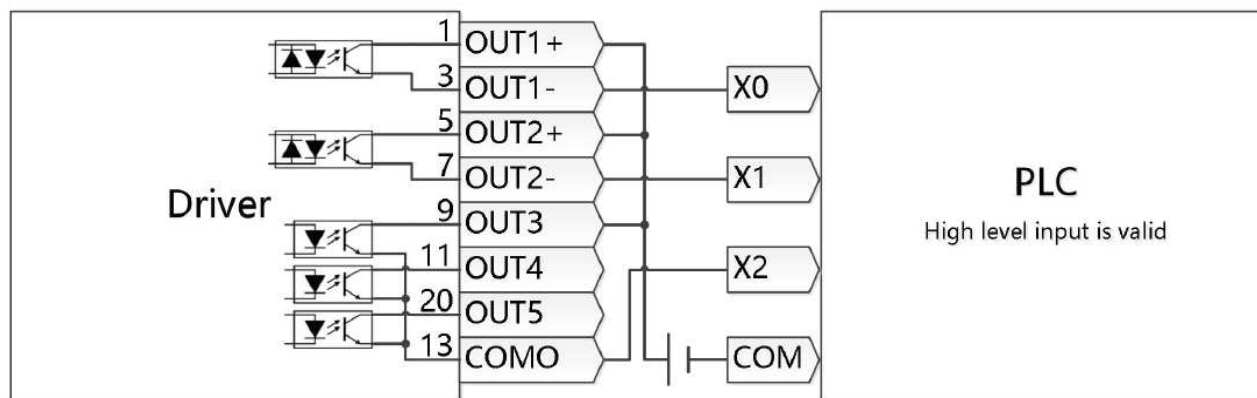 1 OUT1+
3 OUT1- X0
5 OUT2+
7 OUT2- X1
Driver
PLC
9 OUT3
High level input is valid
11 OUT4 X2
20 OUT5
13 COMO COM